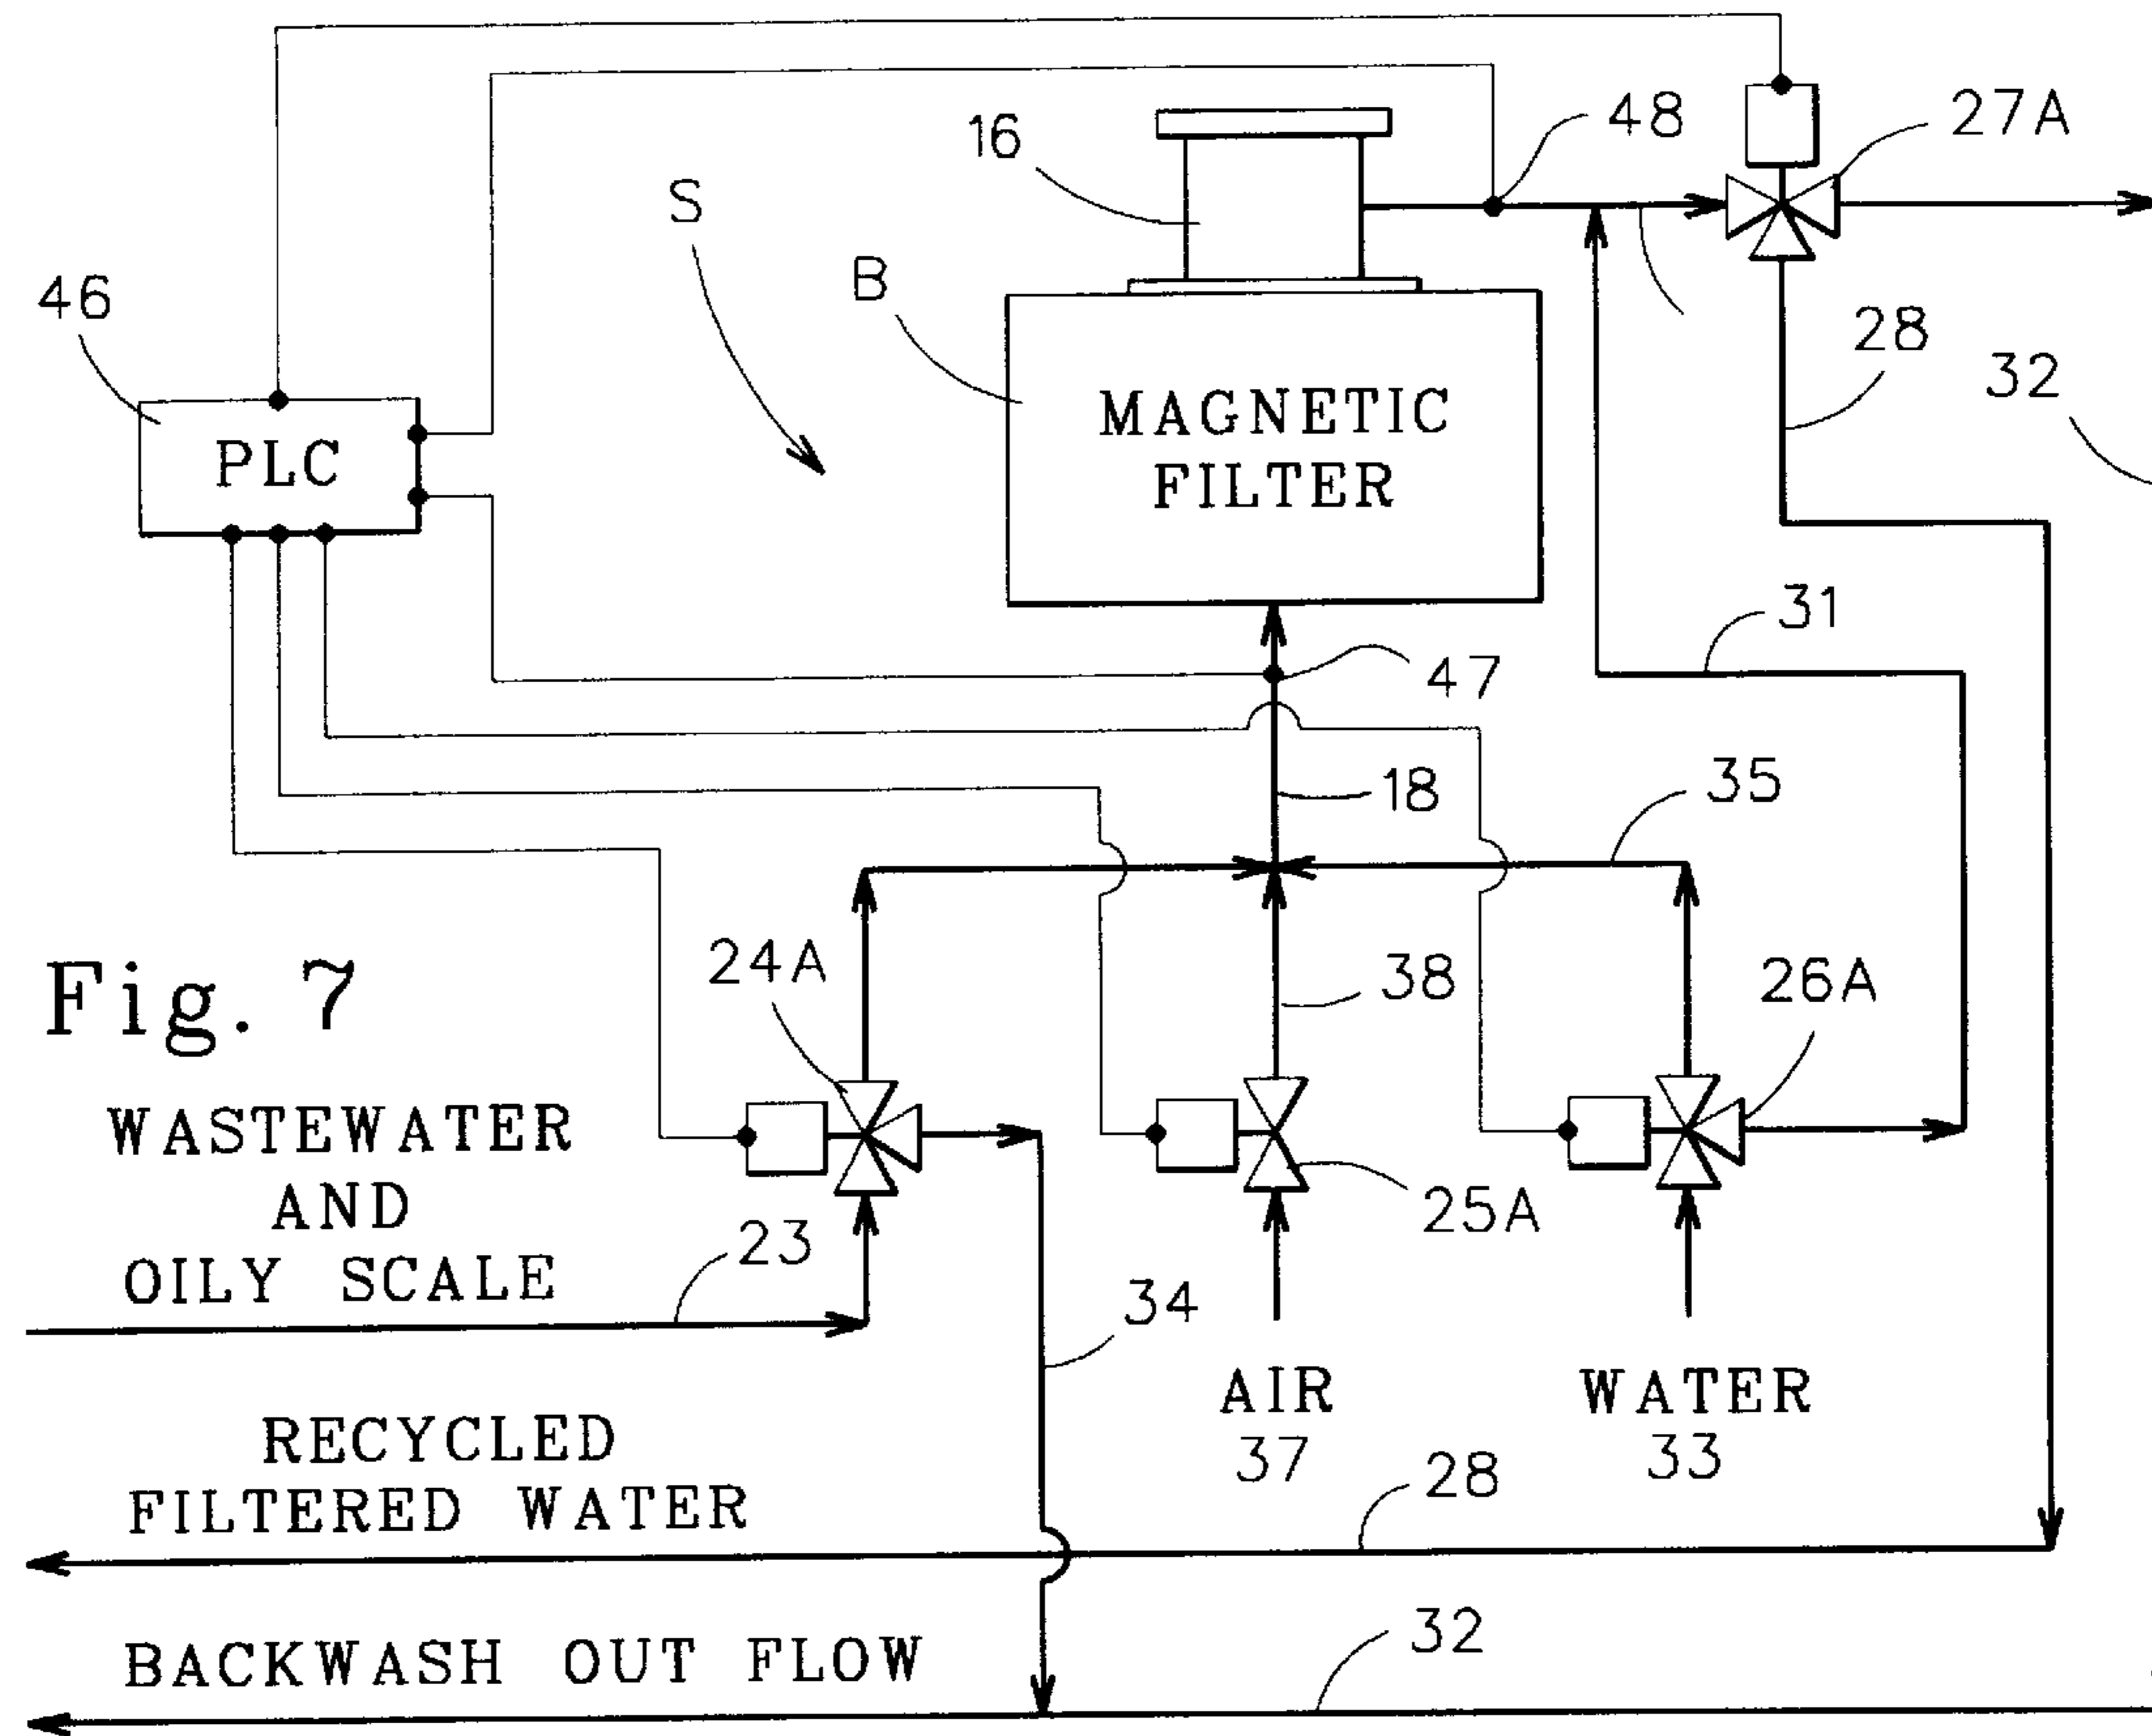 48
27A
16
S
B
46
28
32
MAGNETIC
FILTER
PLC
31
47
18
35
24A
38
26A
Fig. 7
WASTEWATER
AND
OILY SCALE
23
25A
34
AIR
37
WATER
33
RECYCLED
FILTERED WATER
28
BACKWASH OUT FLOW
32